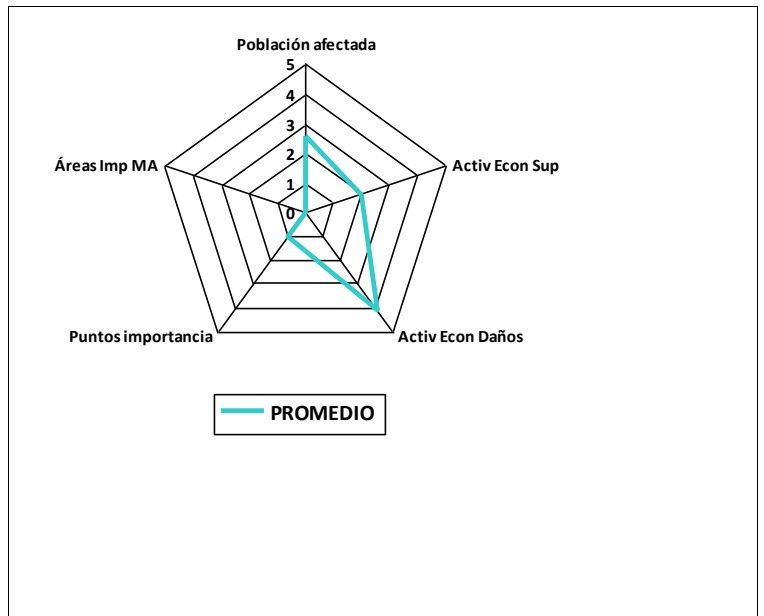 Población afectada
5
4
3
2
1
0
Áreas Imp MA
Activ Econ Sup
Puntos importancia
Activ Econ Daños
PROMEDIO